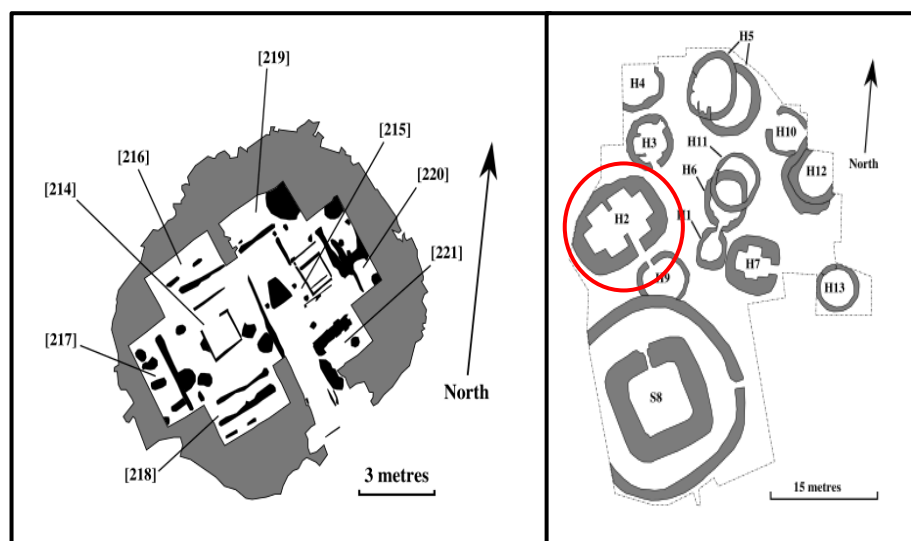 [219]
[215]
[216]
[220]
[214]
[221]
[217]
[218]
North
3 metres
H5
H4
H10
H3
H11
North
H12
H6
H2
H1
H7
H9
H13
S8
15 metres